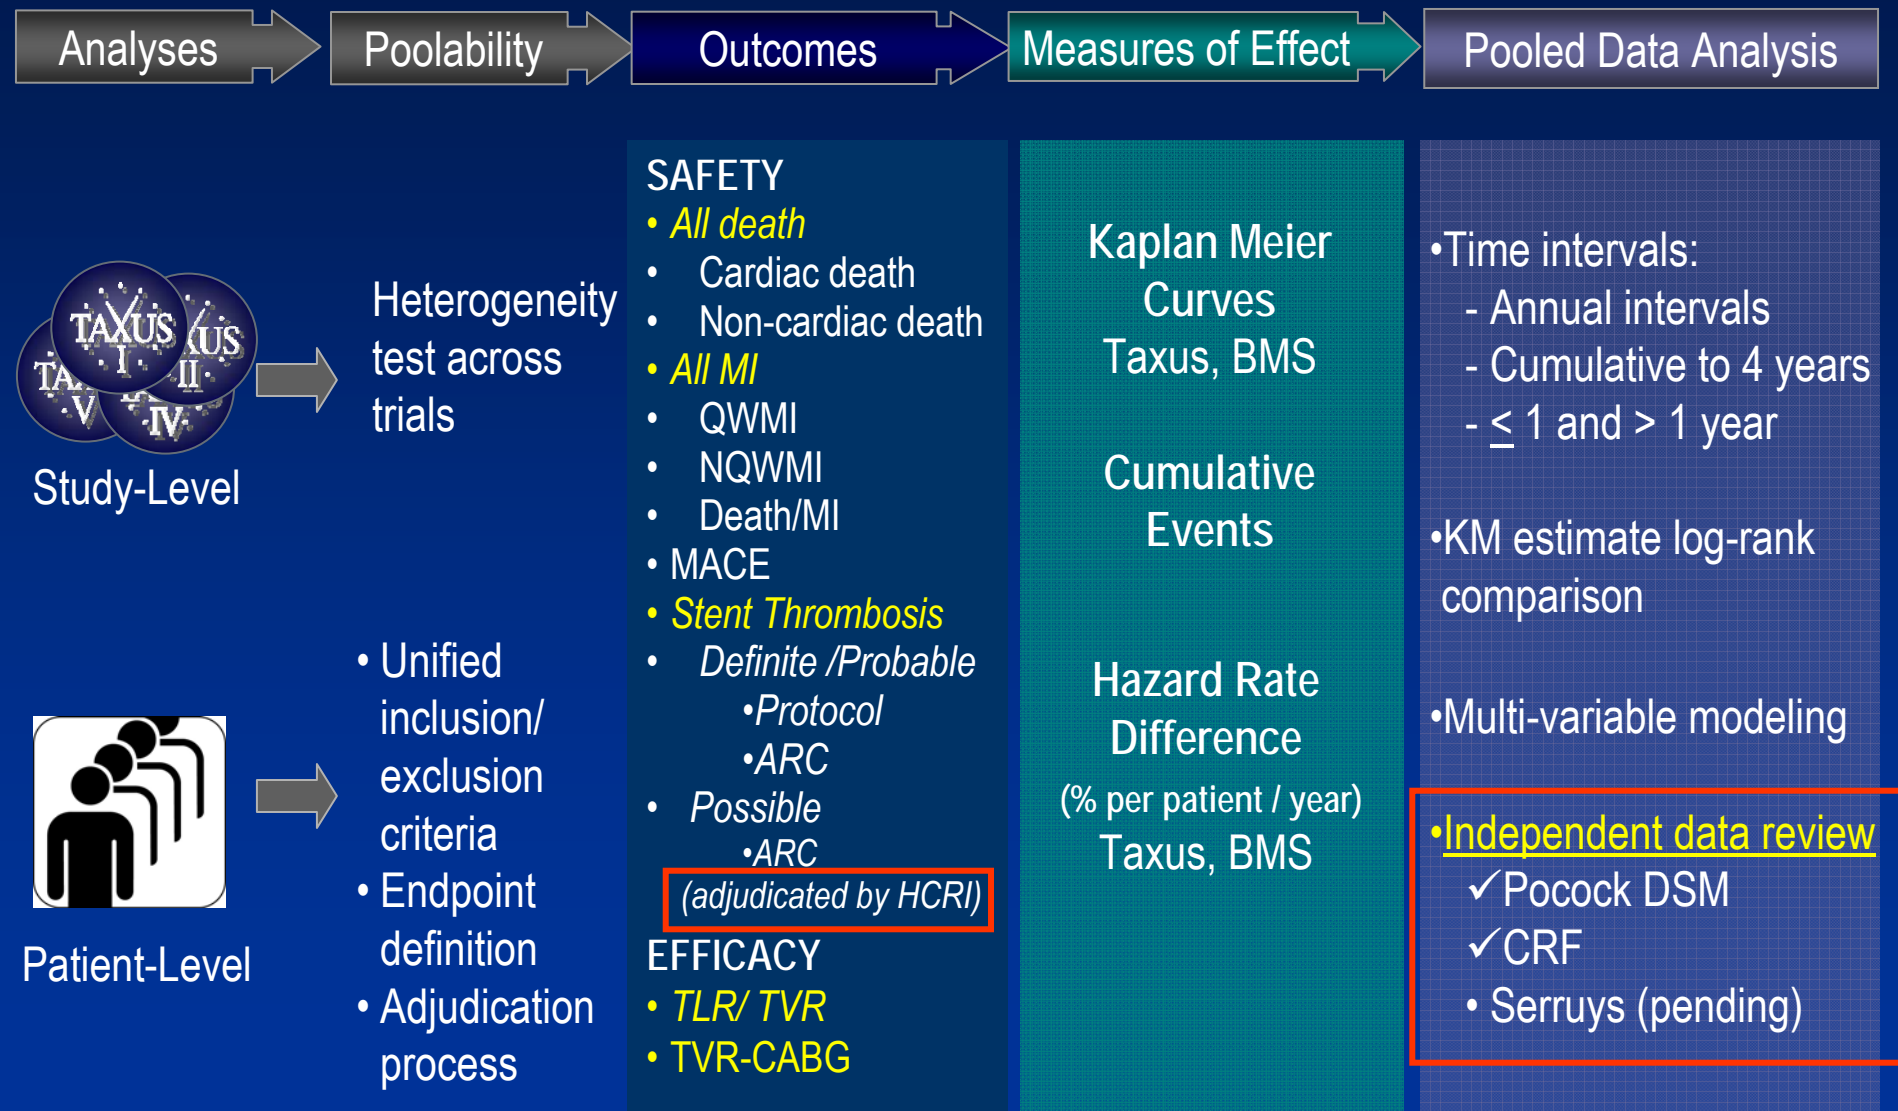 Analyses
Poolability
Outcomes
Measures of Effect
Pooled Data Analysis
TAXUS
I
XUS
II
TA
V
IV
Study-Level
Heterogeneity
test across
trials
Patient-Level
• Unified
inclusion/
exclusion
criteria
• Endpoint
definition
• Adjudication
process
SAFETY
• All death
• Cardiac death
• Non-cardiac death
• All MI
• QWMI
• NQWMI
• Death/MI
• MACE
• Stent Thrombosis
• Definite /Probable
•Protocol
•ARC
• Possible
•ARC
(adjudicated by HCRI)
EFFICACY
• TLR/ TVR
• TVR-CABG
Kaplan Meier
Curves
Taxus, BMS
Cumulative
Events
Hazard Rate
Difference
(% per patient / year)
Taxus, BMS
•Time intervals:
- Annual intervals
- Cumulative to 4 years
- ≤ 1 and > 1 year
•KM estimate log-rank
comparison
•Multi-variable modeling
•Independent data review
✓Pocock DSM
✓CRF
• Serruys (pending)